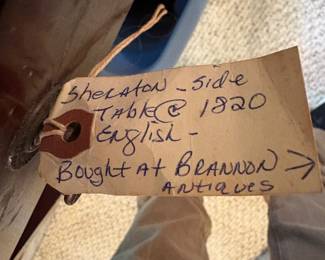 Sheraton - Side
Table @ 1820
English -
Bought at Brannon →
Antiques